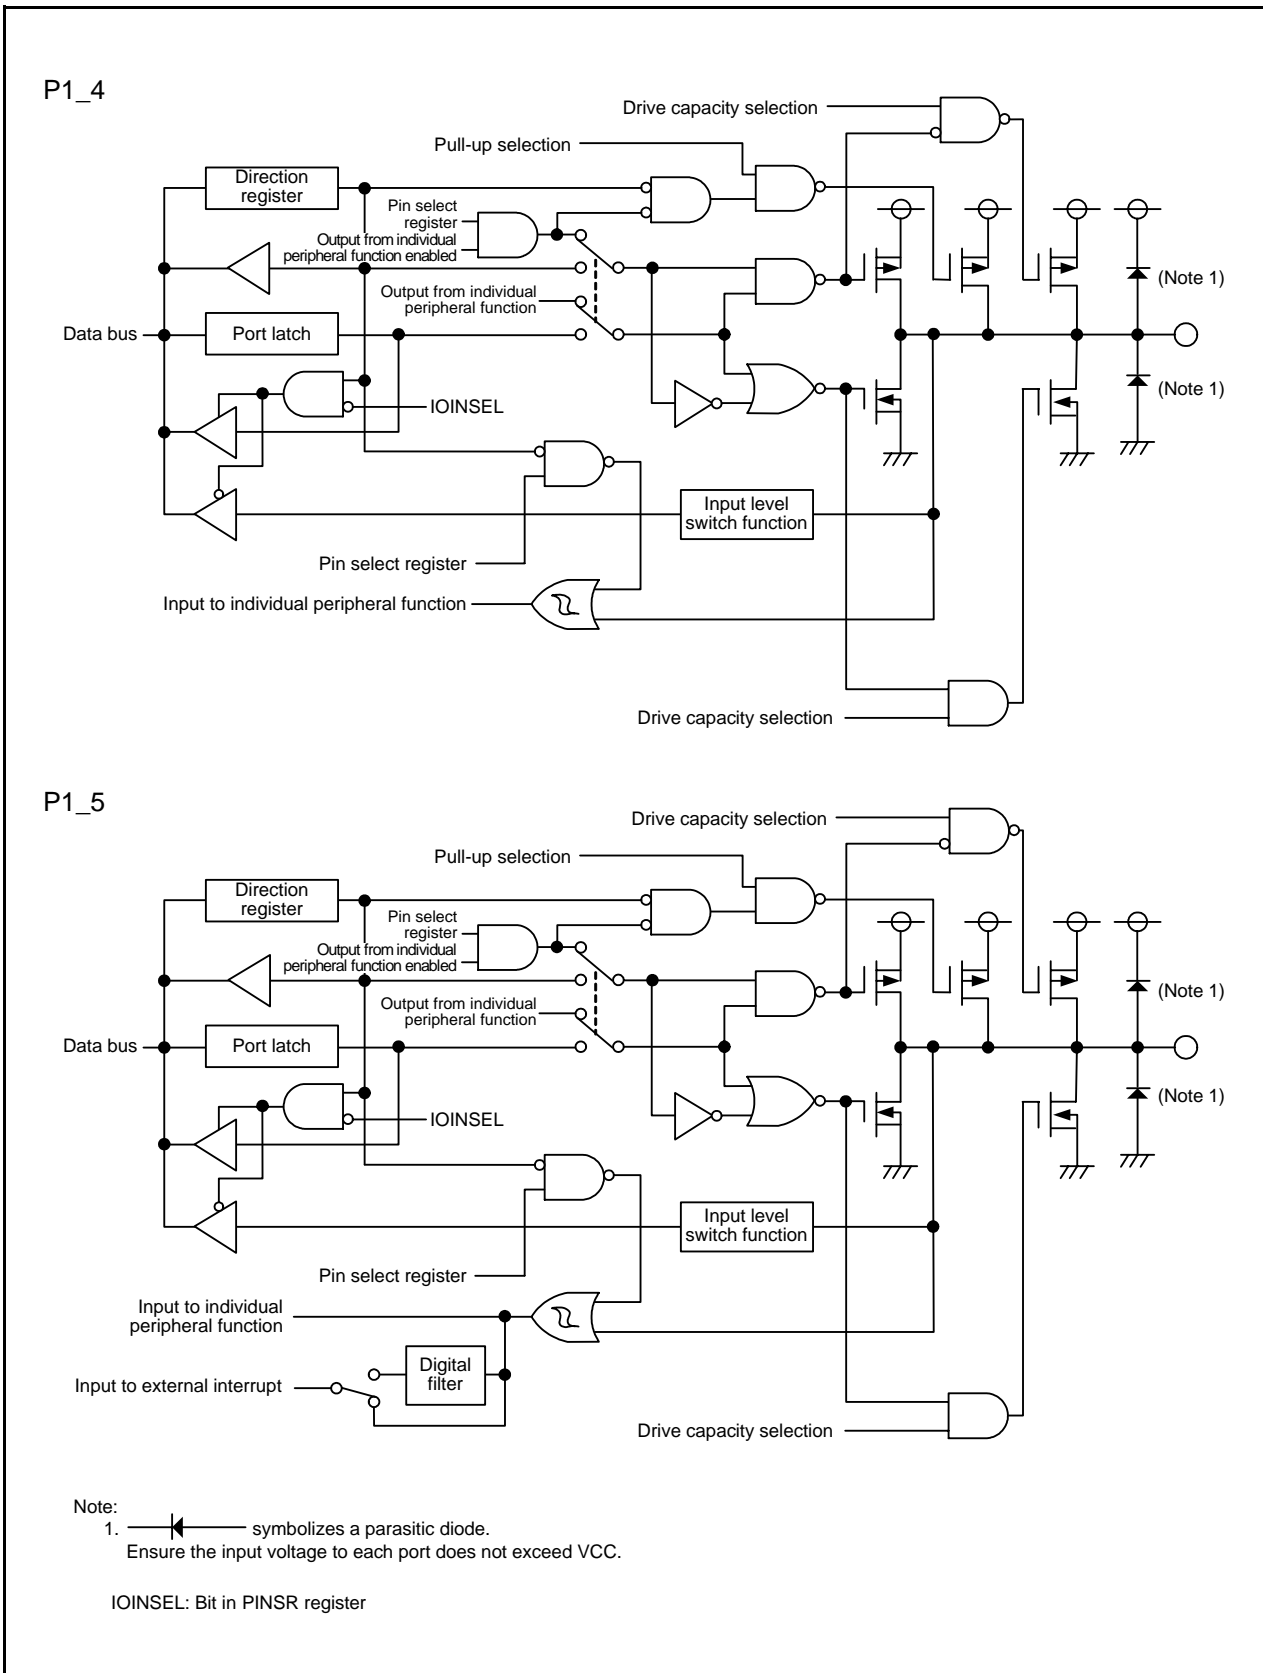 P1_4
Drive capacity selection
Pull-up selection
Direction
register
Pin select
register
Output from individual
peripheral function enabled
Output from individual
peripheral function
(Note 1)
Data bus
Port latch
(Note 1)
IOINSEL
Input level
switch function
Pin select register
Input to individual peripheral function
Drive capacity selection
P1_5
Drive capacity selection
Pull-up selection
Direction
register
Pin select
register
Output from individual
peripheral function enabled
Output from individual
peripheral function
(Note 1)
Data bus
Port latch
(Note 1)
IOINSEL
Input level
switch function
Pin select register
Input to individual
peripheral function
Digital
filter
Input to external interrupt
Drive capacity selection
Note:
1. symbolizes a parasitic diode.
Ensure the input voltage to each port does not exceed VCC.
IOINSEL: Bit in PINSR register